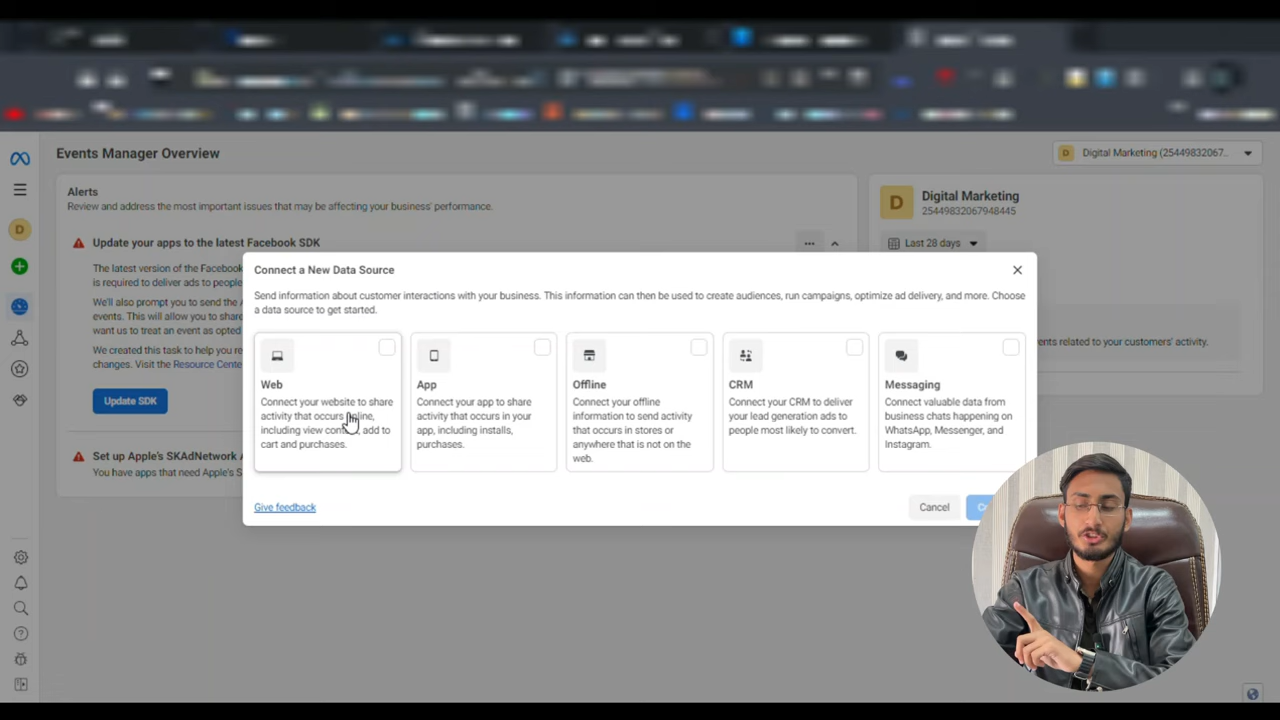 Events Manager Overview
D
Digital Marketing (25449832067...
Alerts
Review and address the most important issues that may be affecting your business' performance.
D
Digital Marketing
25449832067948445
D
Update your apps to the latest Facebook SDK
...
Last 28 days
The latest version of the Facebook
is required to deliver ads to people
We'll also prompt you to send the
events. This will allow you to share
want us to treat an event as opted
We created this task to help you re
changes. Visit the Resource Cente
Update SDK
Set up Apple's SKAdNetwork
You have apps that need Apple's S
ents related to your customers' activity.
Connect a New Data Source
Send information about customer interactions with your business. This information can then be used to create audiences, run campaigns, optimize ad delivery, and more. Choose
a data source to get started.
Web
Connect your website to share
activity that occurs online,
including view , add to
cart and purchases.
App
Connect your app to share
activity that occurs in your
app, including installs,
purchases.
Offline
Connect your offline
information to send activity
that occurs in stores or
anywhere that is not on the
web.
CRM
Connect your CRM to deliver
your lead generation ads to
people most likely to convert.
Messaging
Connect valuable data from
business chats happening on
WhatsApp, Messenger, and
Instagram.
Give feedback
Cancel